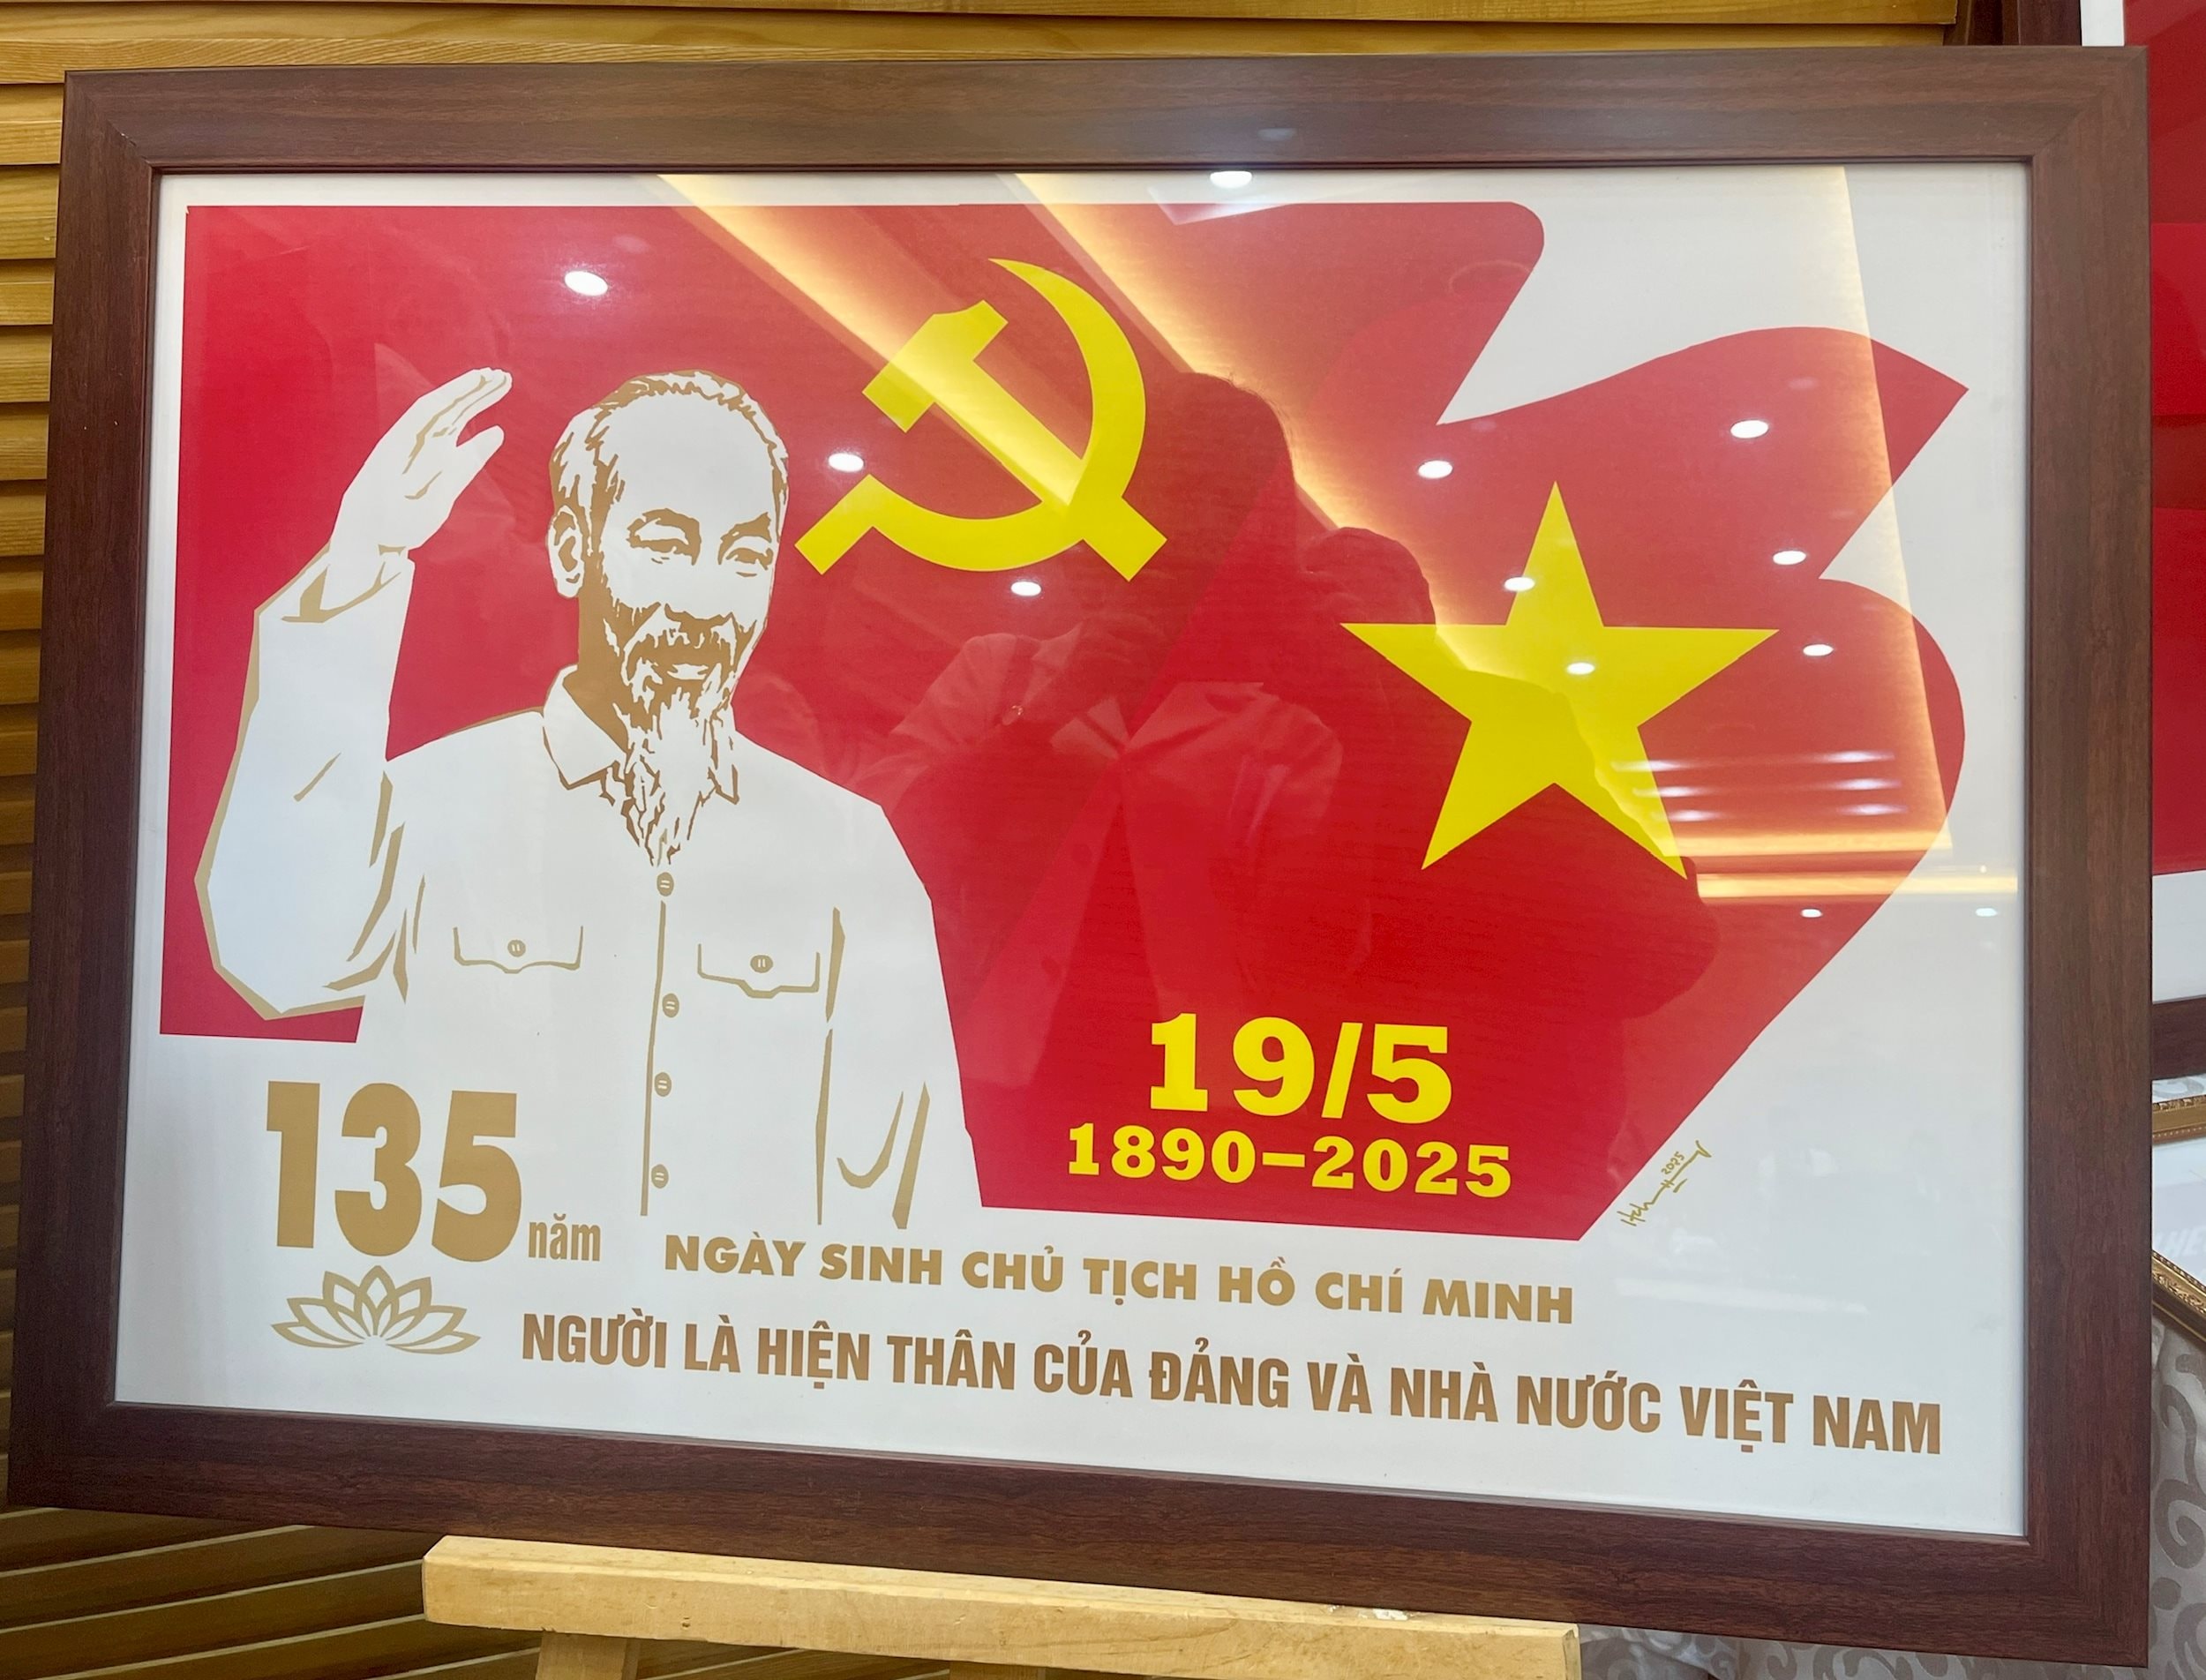 19/5
1890-2025
135 năm
NGÀY SINH CHỦ TỊCH HỒ CHÍ MINH
NGƯỜI LÀ HIỆN THÂN CỦA ĐẢNG VÀ NHÀ NƯỚC VIỆT NAM
2025